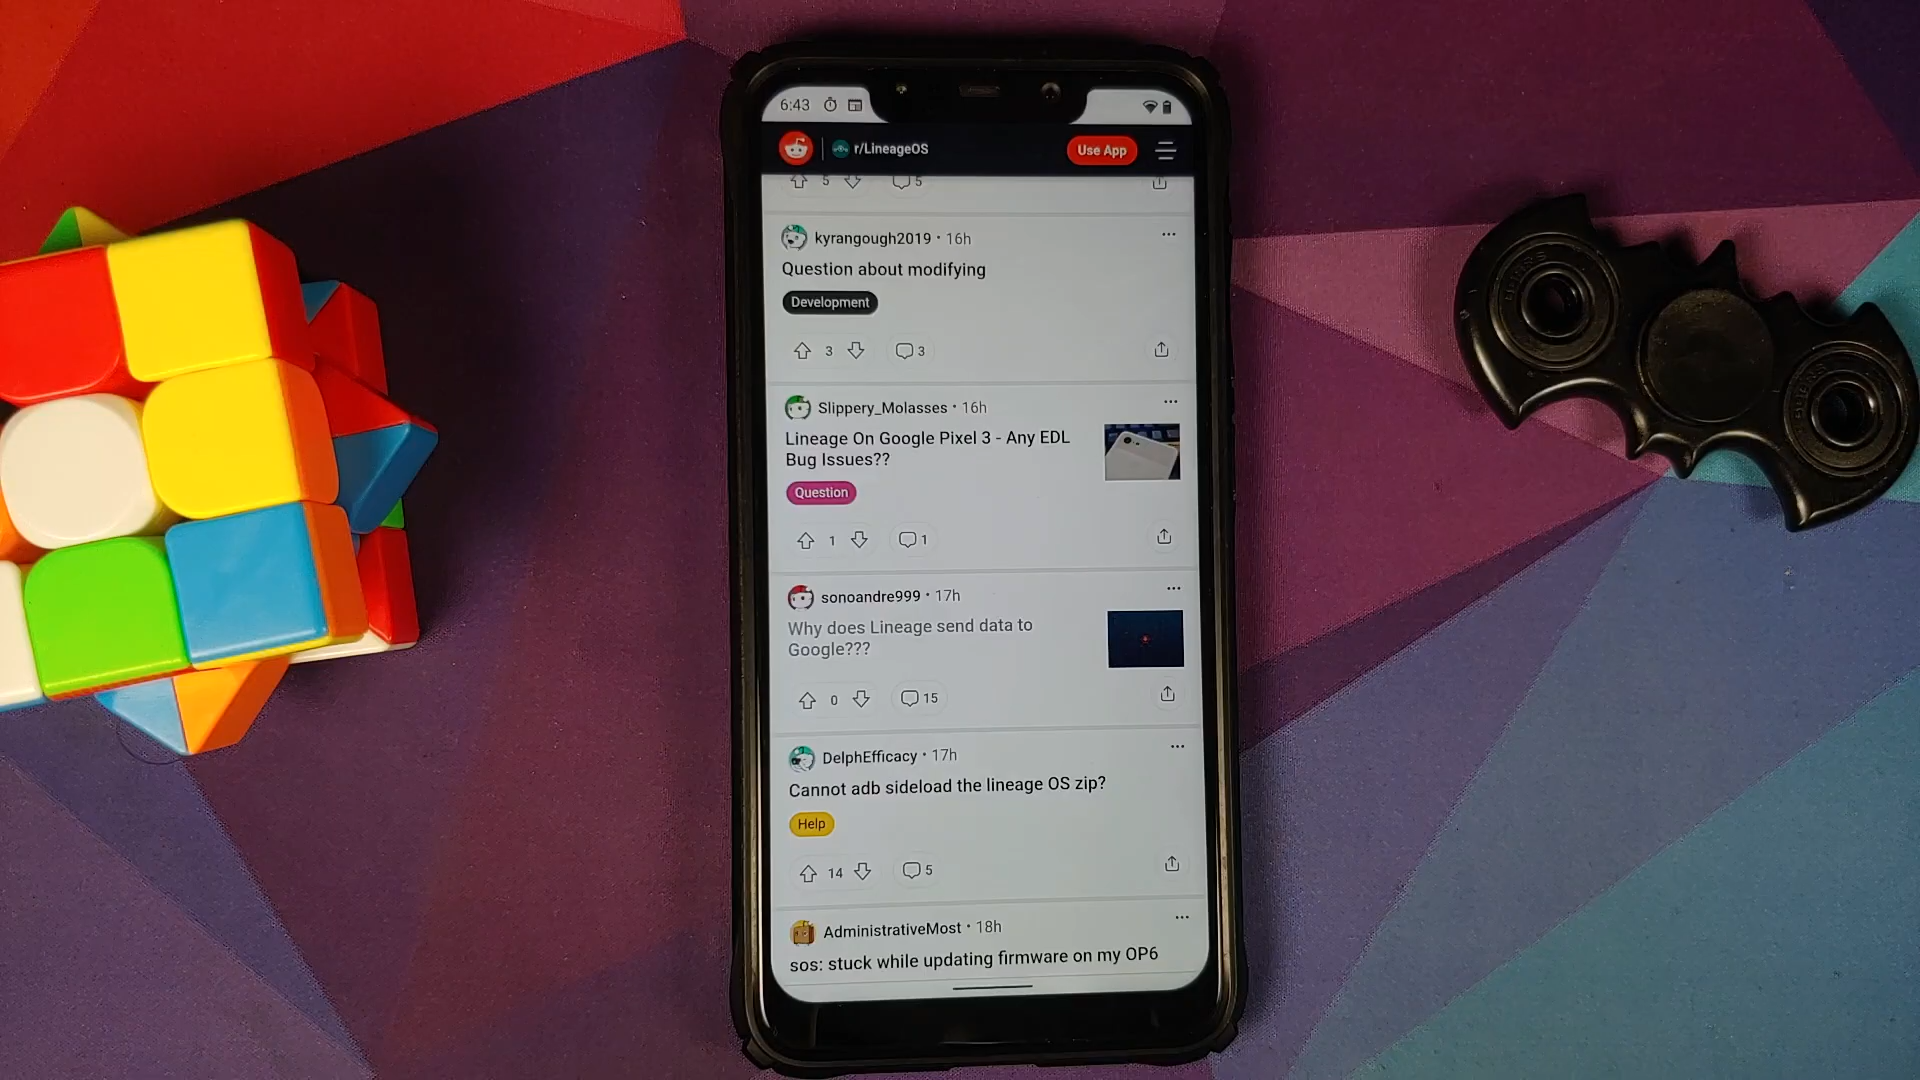 6:43
r/LineageOS
Use App
5
5
kyrangough2019 • 16h
Question about modifying
Development
3
3
Slippery_Molasses • 16h
Lineage On Google Pixel 3 - Any EDL
Bug Issues??
Question
1
1
sonoandre999 • 17h
Why does Lineage send data to
Google???
0
15
DelphEfficacy • 17h
Cannot adb sideload the lineage OS zip?
Help
14
5
AdministrativeMost • 18h
sos: stuck while updating firmware on my OP6